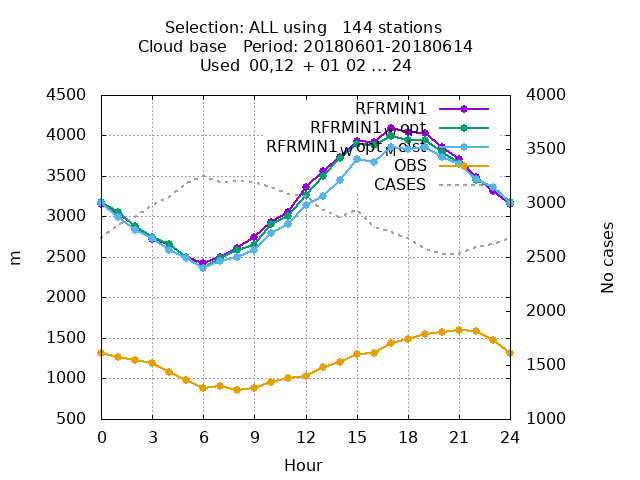 Selection: ALL using 144 stations
Cloud base Period: 20180601-20180614
Used 00,12 + 01 02 ... 24
4500 4000
RFRMIN1
4000
RFRMIN1_w_opt
3500
RFRMIN1_w_opt_w_dist
OBS
3500
CASES
3000 3000
2500 2500
m
No cases
2000 2000
1500 1500
1000
500 1000
0 3 6 9 12 15 18 21 24
Hour